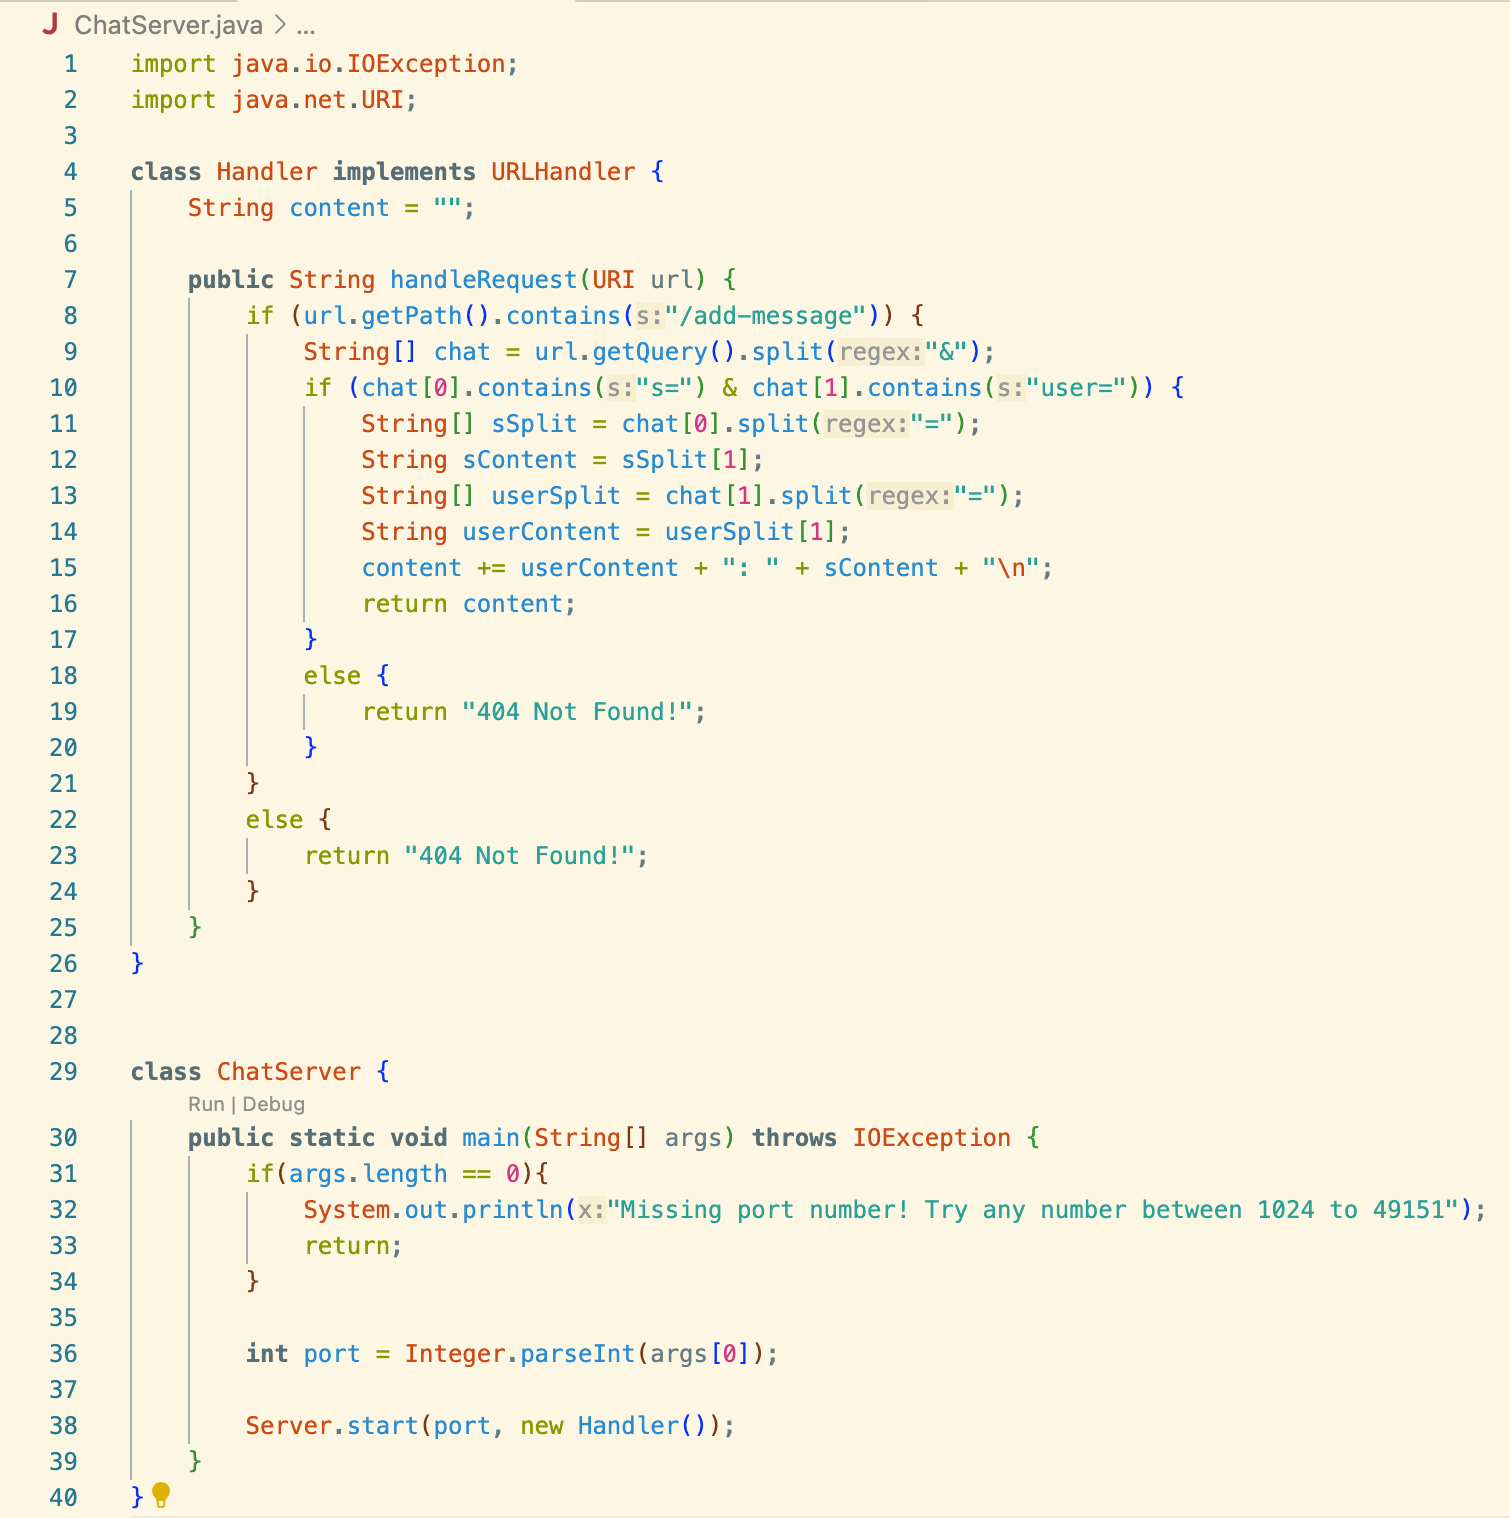 ChatServer.java > ...
1 import java.io.IOException;
2 import java.net.URI;
3
4 class Handler implements URLHandler {
5     String content = "";
6
7     public String handleRequest(URI url) {
8         if (url.getPath().contains(s:"/add-message")) {
9             String[] chat = url.getQuery().split(regex:"&");
10             if (chat[0].contains(s:"s=") & chat[1].contains(s:"user=")) {
11                 String[] sSplit = chat[0].split(regex:"=");
12                 String sContent = sSplit[1];
13                 String[] userSplit = chat[1].split(regex:"=");
14                 String userContent = userSplit[1];
15                 content += userContent + ": " + sContent + "\n";
16                 return content;
17             }
18             else {
19                 return "404 Not Found!";
20             }
21         }
22         else {
23             return "404 Not Found!";
24         }
25     }
26 }
27
28
29 class ChatServer {
Run | Debug
30     public static void main(String[] args) throws IOException {
31         if(args.length == 0){
32             System.out.println(x:"Missing port number! Try any number between 1024 to 49151");
33             return;
34         }
35
36         int port = Integer.parseInt(args[0]);
37
38         Server.start(port, new Handler());
39     }
40 }